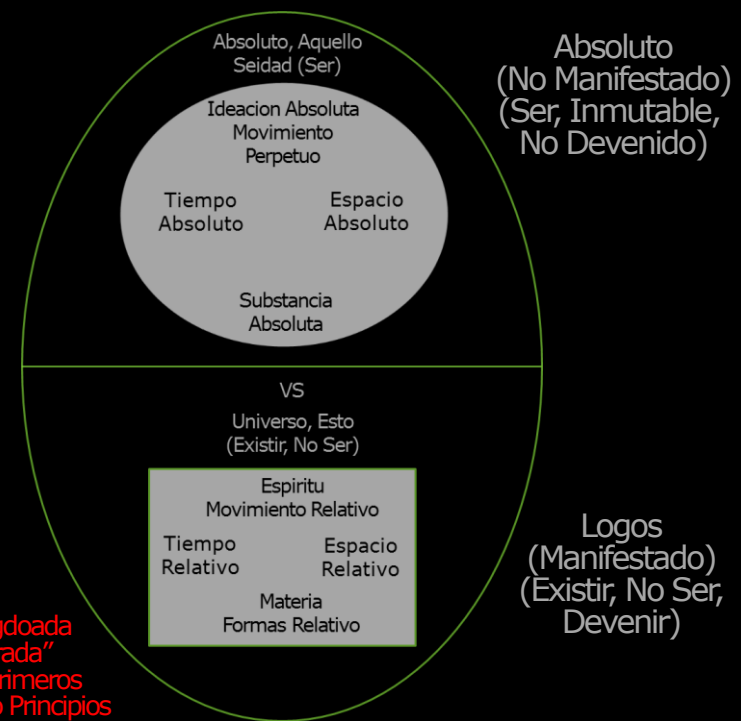 Absoluto, Aquello
Seidad (Ser)
Ideacion Absoluta
Movimiento
Perpetuo
Tiempo
Absoluto
Espacio
Absoluto
Substancia
Absoluta
Absoluto
(No Manifestado)
(Ser, Inmutable,
No Devenido)
VS
Universo, Esto
(Existir, No Ser)
Espiritu
Movimiento Relativo
Tiempo
Relativo
Espacio
Relativo
Materia
Formas Relativo
Logos
(Manifestado)
(Existir, No Ser,
Devenir)
Principios